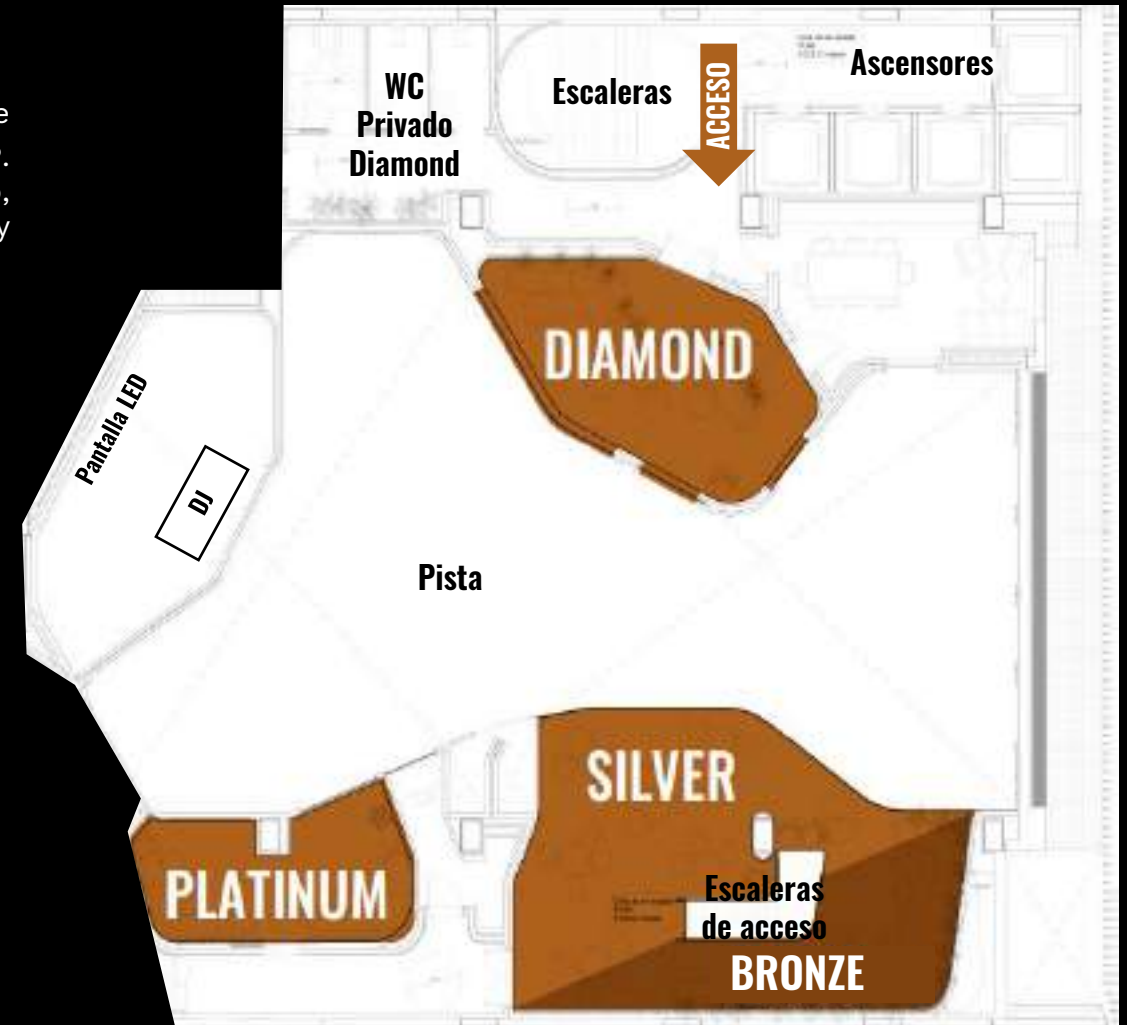 e
.
,
y
WC
Privado
Diamond
Escaleras
ACCESO
Ascensores
DIAMOND
Pantalla LED
DJ
Pista
SILVER
PLATINUM
Escaleras
de acceso
BRONZE